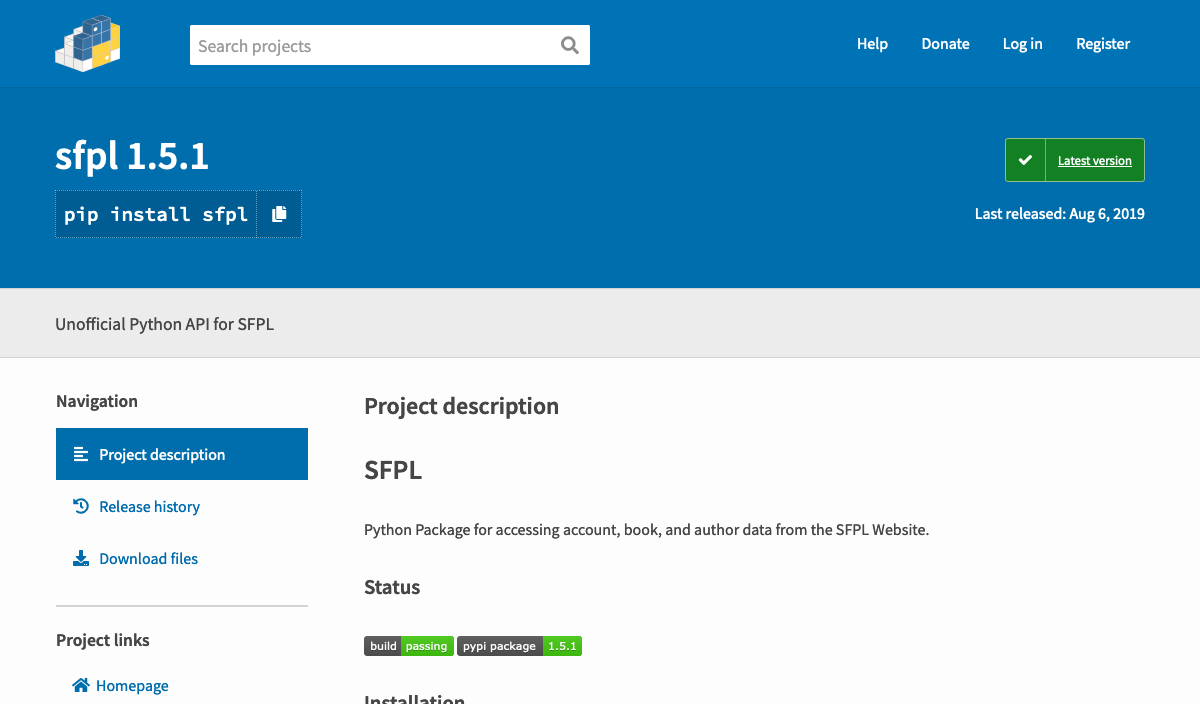 Search projects
Help
Donate
Log in
Register
sfpl 1.5.1
pip install sfpl
Latest version
Last released: Aug 6, 2019
Unofficial Python API for SFPL
Navigation
Project description
Release history
Download files
Project links
Homepage
Project description
SFPL
Python Package for accessing account, book, and author data from the SFPL Website.
Status
build passing pypi package 1.5.1
Installation